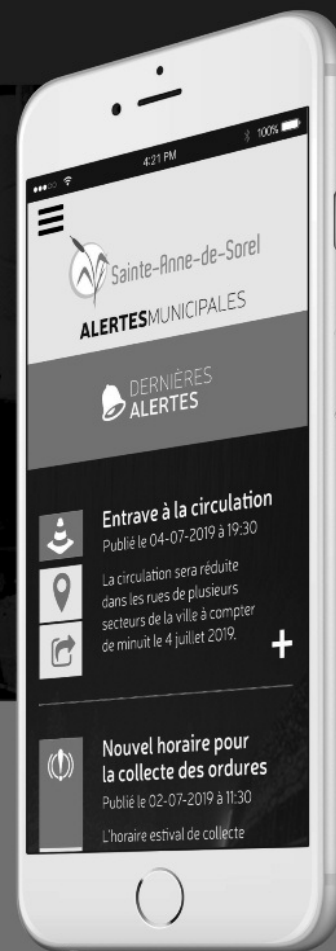 4:21 PM
100%
Sainte-Anne-de-Sorel
ALERTESMUNICIPALES
DERNIÈRES
ALERTES
Entrave à la circulation
Publié le 04-07-2019 à 19:30
La circulation sera réduite
dans les rues de plusieurs
secteurs de la ville à compter
de minuit le 4 juillet 2019.
Nouvel horaire pour
la collecte des ordures
Publié le 02-07-2019 à 11:30
L'horaire estival de collecte